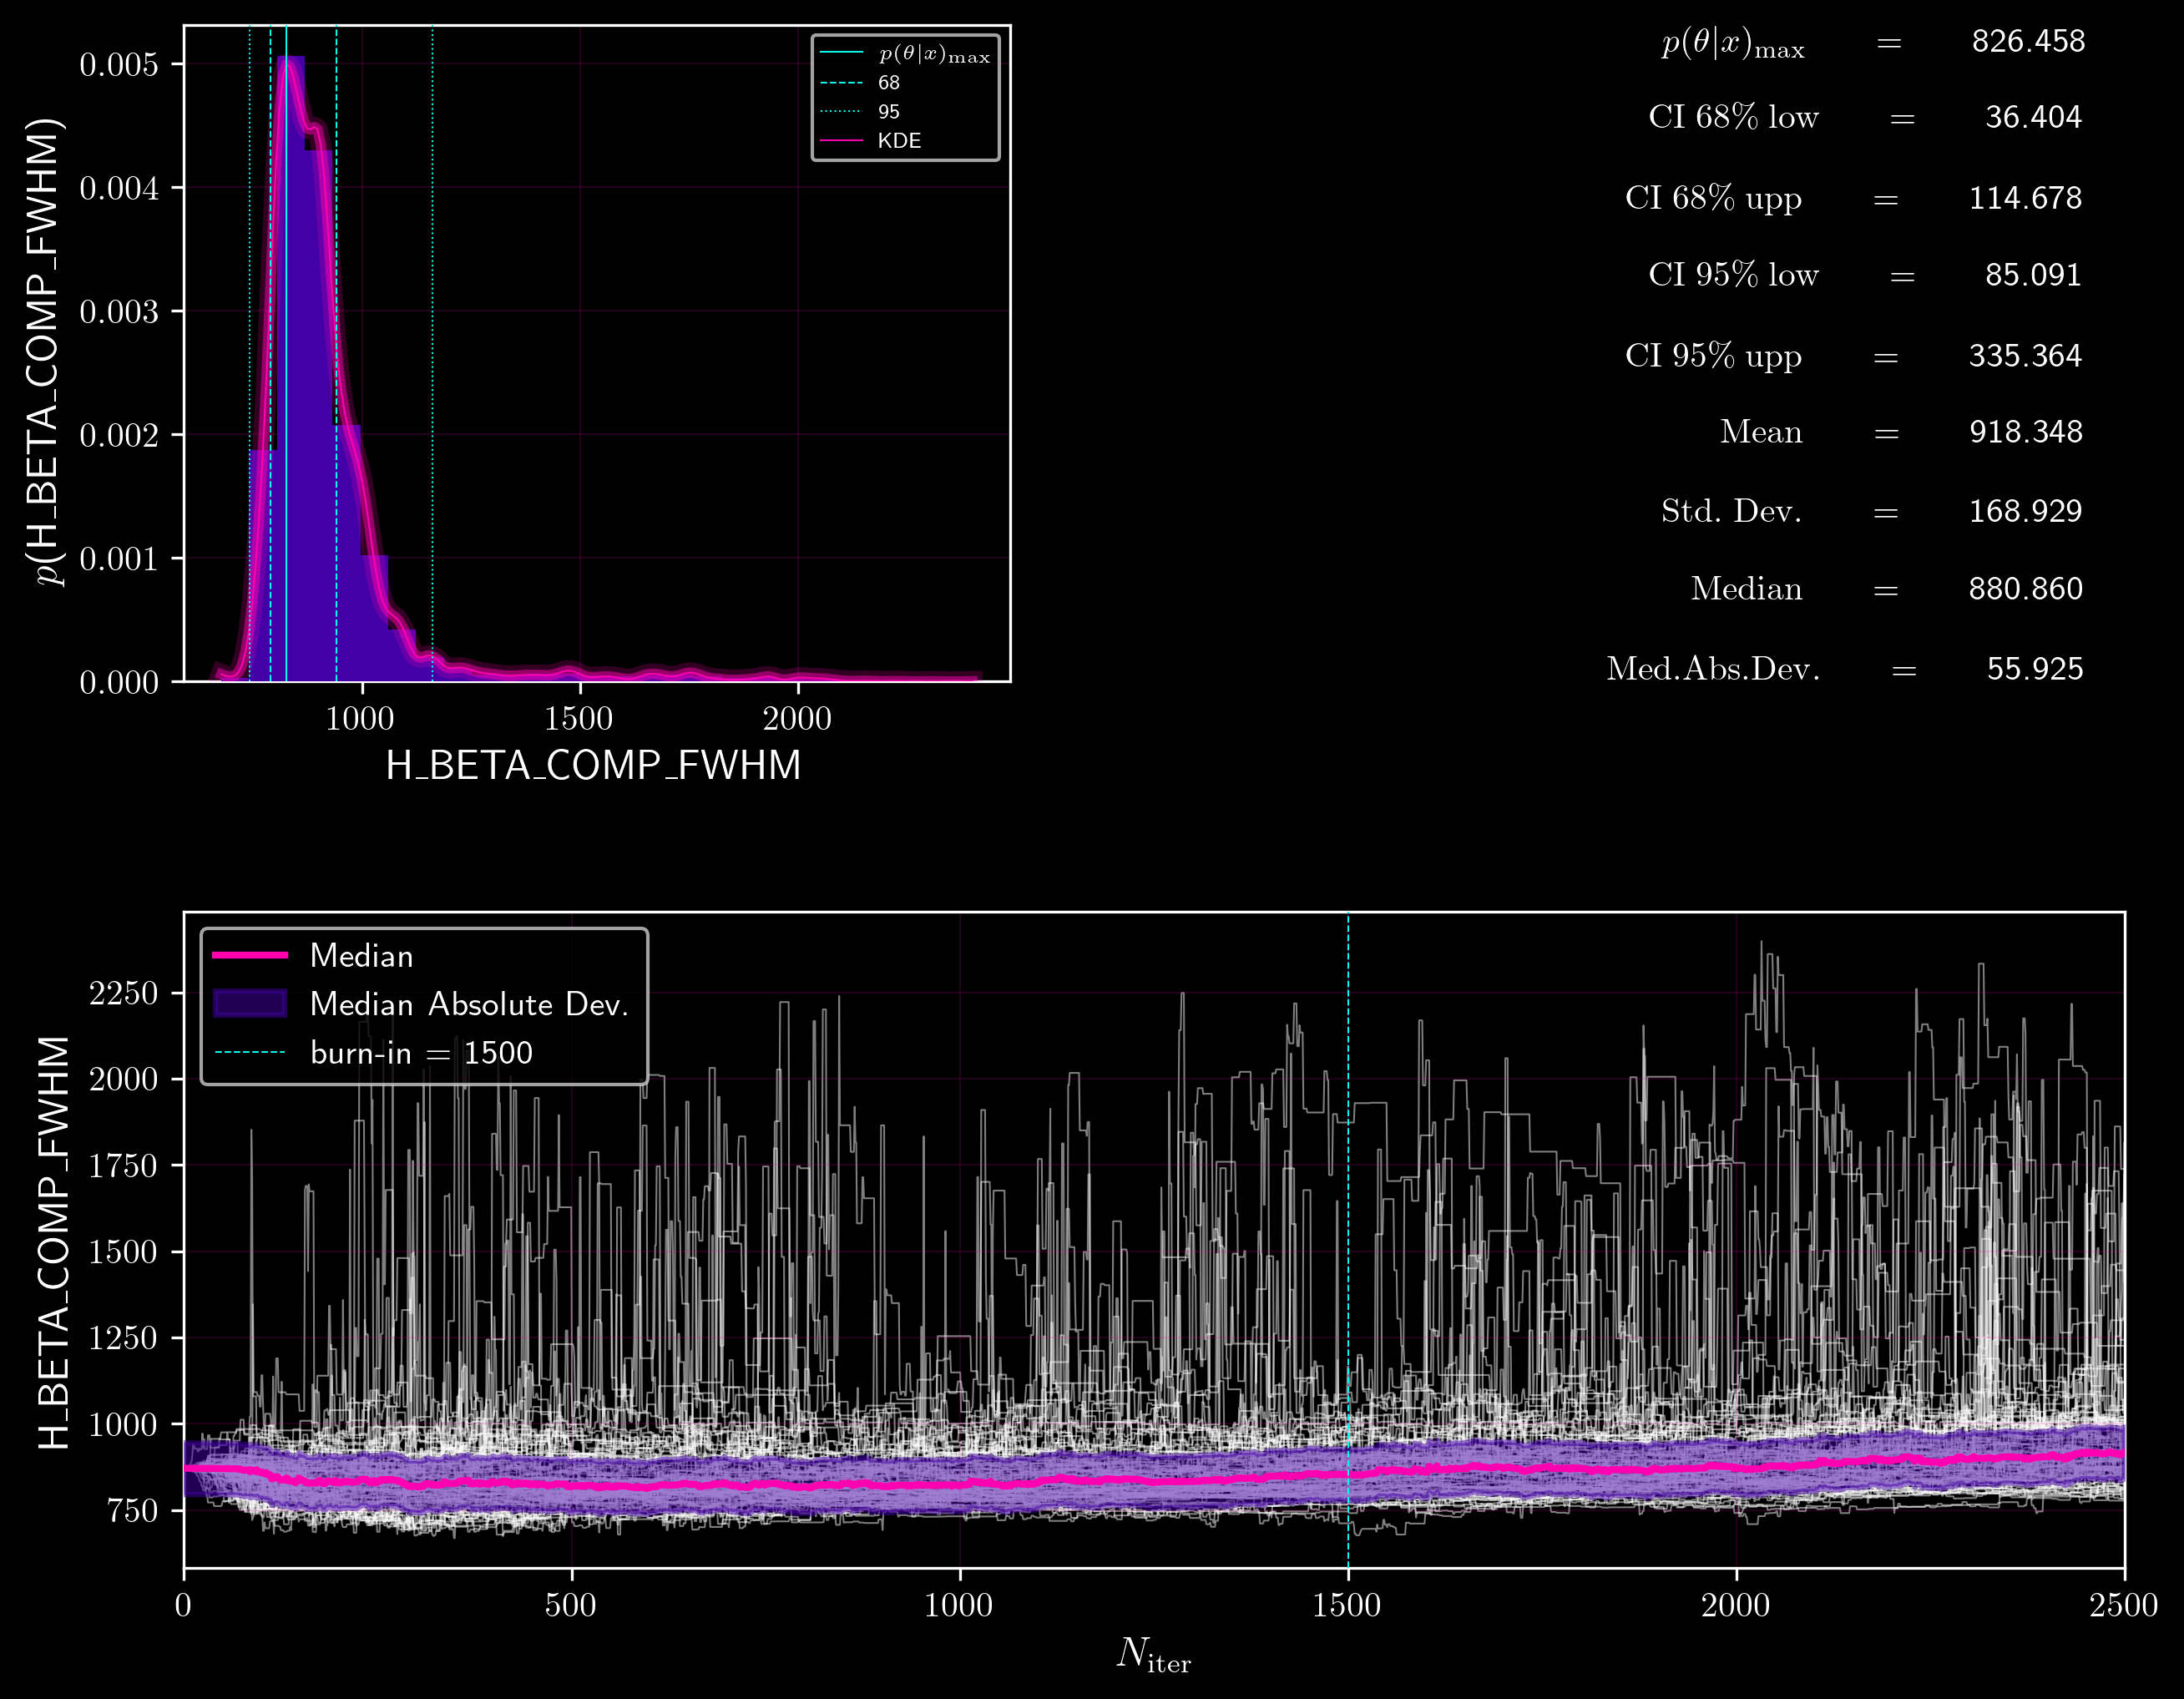 p(θ|x)max
68
95
KDE
0.005
0.004
0.003
0.002
0.001
0.000
p(H_BETA_COMP_FWHM)
1000 1500 2000
H_BETA_COMP_FWHM
p(θ|x)max = 826.458
CI 68% low = 36.404
CI 68% upp = 114.678
CI 95% low = 85.091
CI 95% upp = 335.364
Mean = 918.348
Std. Dev. = 168.929
Median = 880.860
Med.Abs.Dev. = 55.925
Median
Median Absolute Dev.
burn-in = 1500
2250
2000
1750
1500
1250
1000
750
H_BETA_COMP_FWHM
0 500 1000 1500 2000 2500
Niter